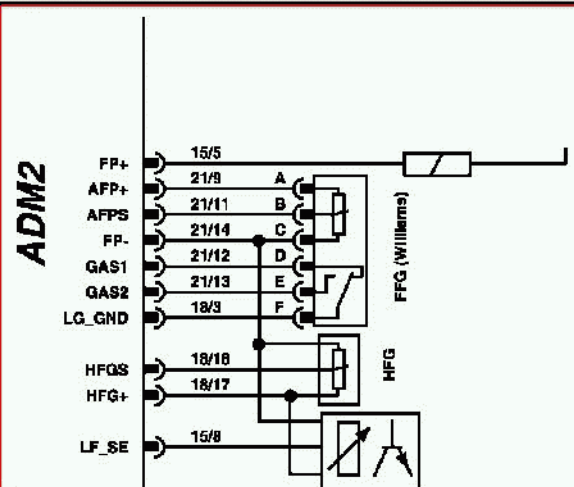 ADM2
FP+ 15/5
AFP+ 21/9 A
AFPS 21/11 B
FP- 21/14 C
GAS1 21/12 D
GAS2 21/13 E
LG_GND 18/3 F
FFG (Williams)
HFGS 18/18
HFG+ 18/17
HFG
LF_SE 15/8